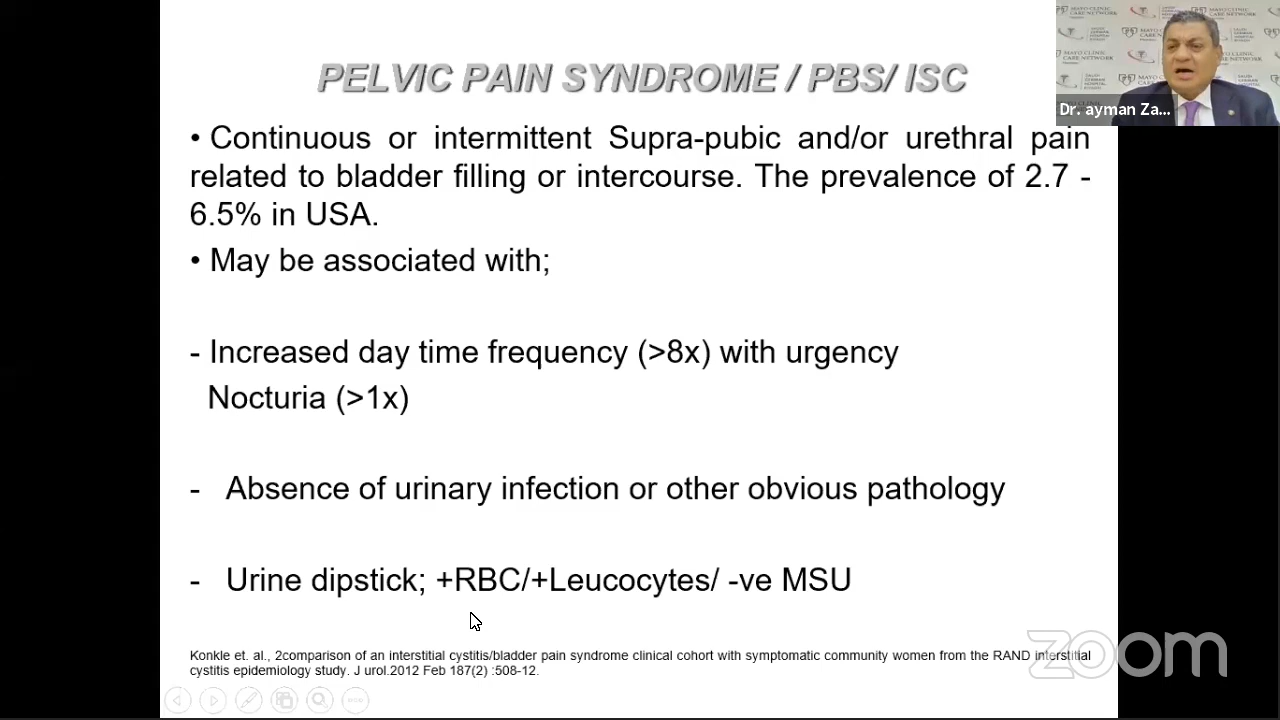 PELVIC PAIN SYNDROME / PBS/ ISC
• Continuous or intermittent Supra-pubic and/or urethral pain
related to bladder filling or intercourse. The prevalence of 2.7 -
6.5% in USA.
• May be associated with;
- Increased day time frequency (>8x) with urgency
Nocturia (>1x)
- Absence of urinary infection or other obvious pathology
- Urine dipstick; +RBC/+Leucocytes/ -ve MSU
Konkle et. al., 2comparison of an interstitial cystitis/bladder pain syndrome clinical cohort with symptomatic community women from the RAND interstitial
cystitis epidemiology study. J urol.2012 Feb 187(2) :508-12.
Dr. ayman Za...
MAYO CLINIC
CARE NETWORK
zoom